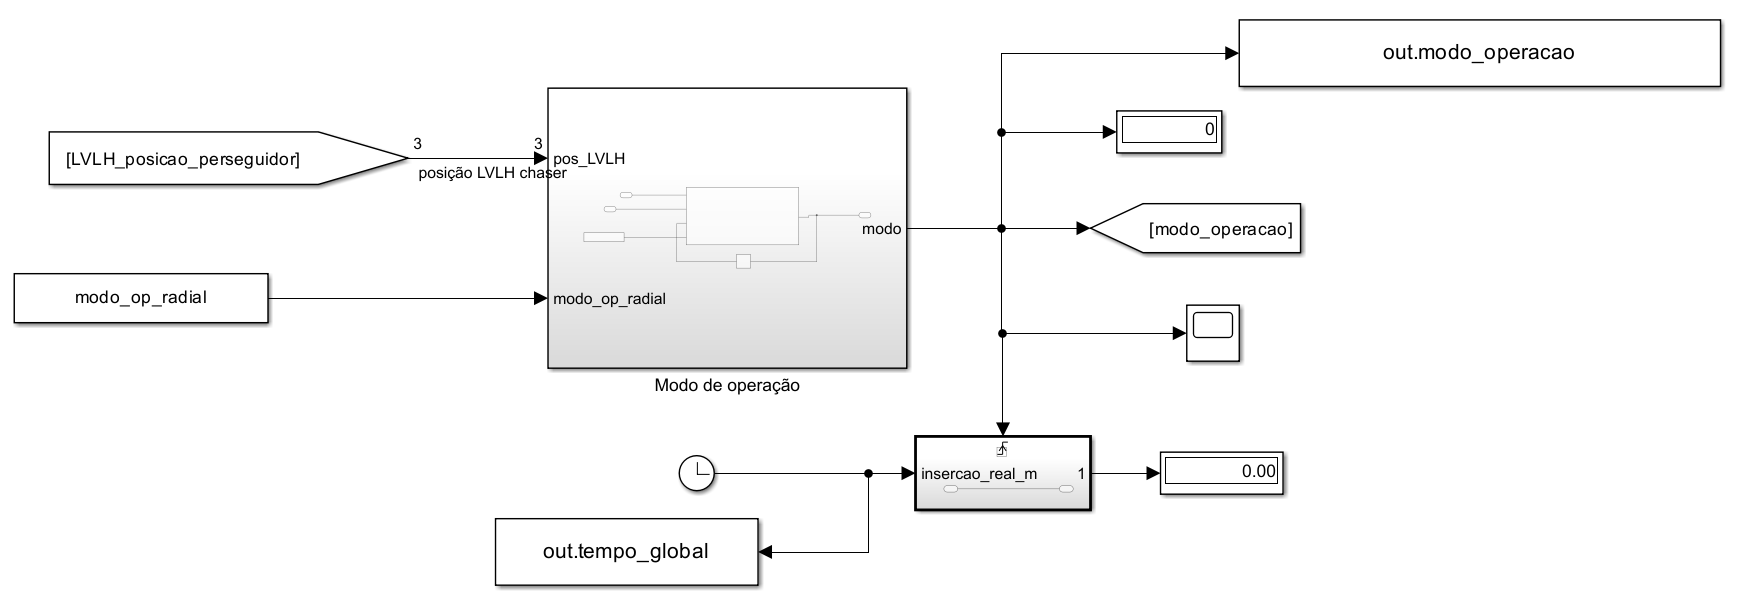 out.modo_operacao
0
[LVLH_posicao_perseguidor]
3
3
posição LVLH chaser
pos_LVLH
modo
[modo_operacao]
modo_op_radial
modo_op_radial
Modo de operação
insercao_real_m
1
0.00
out.tempo_global